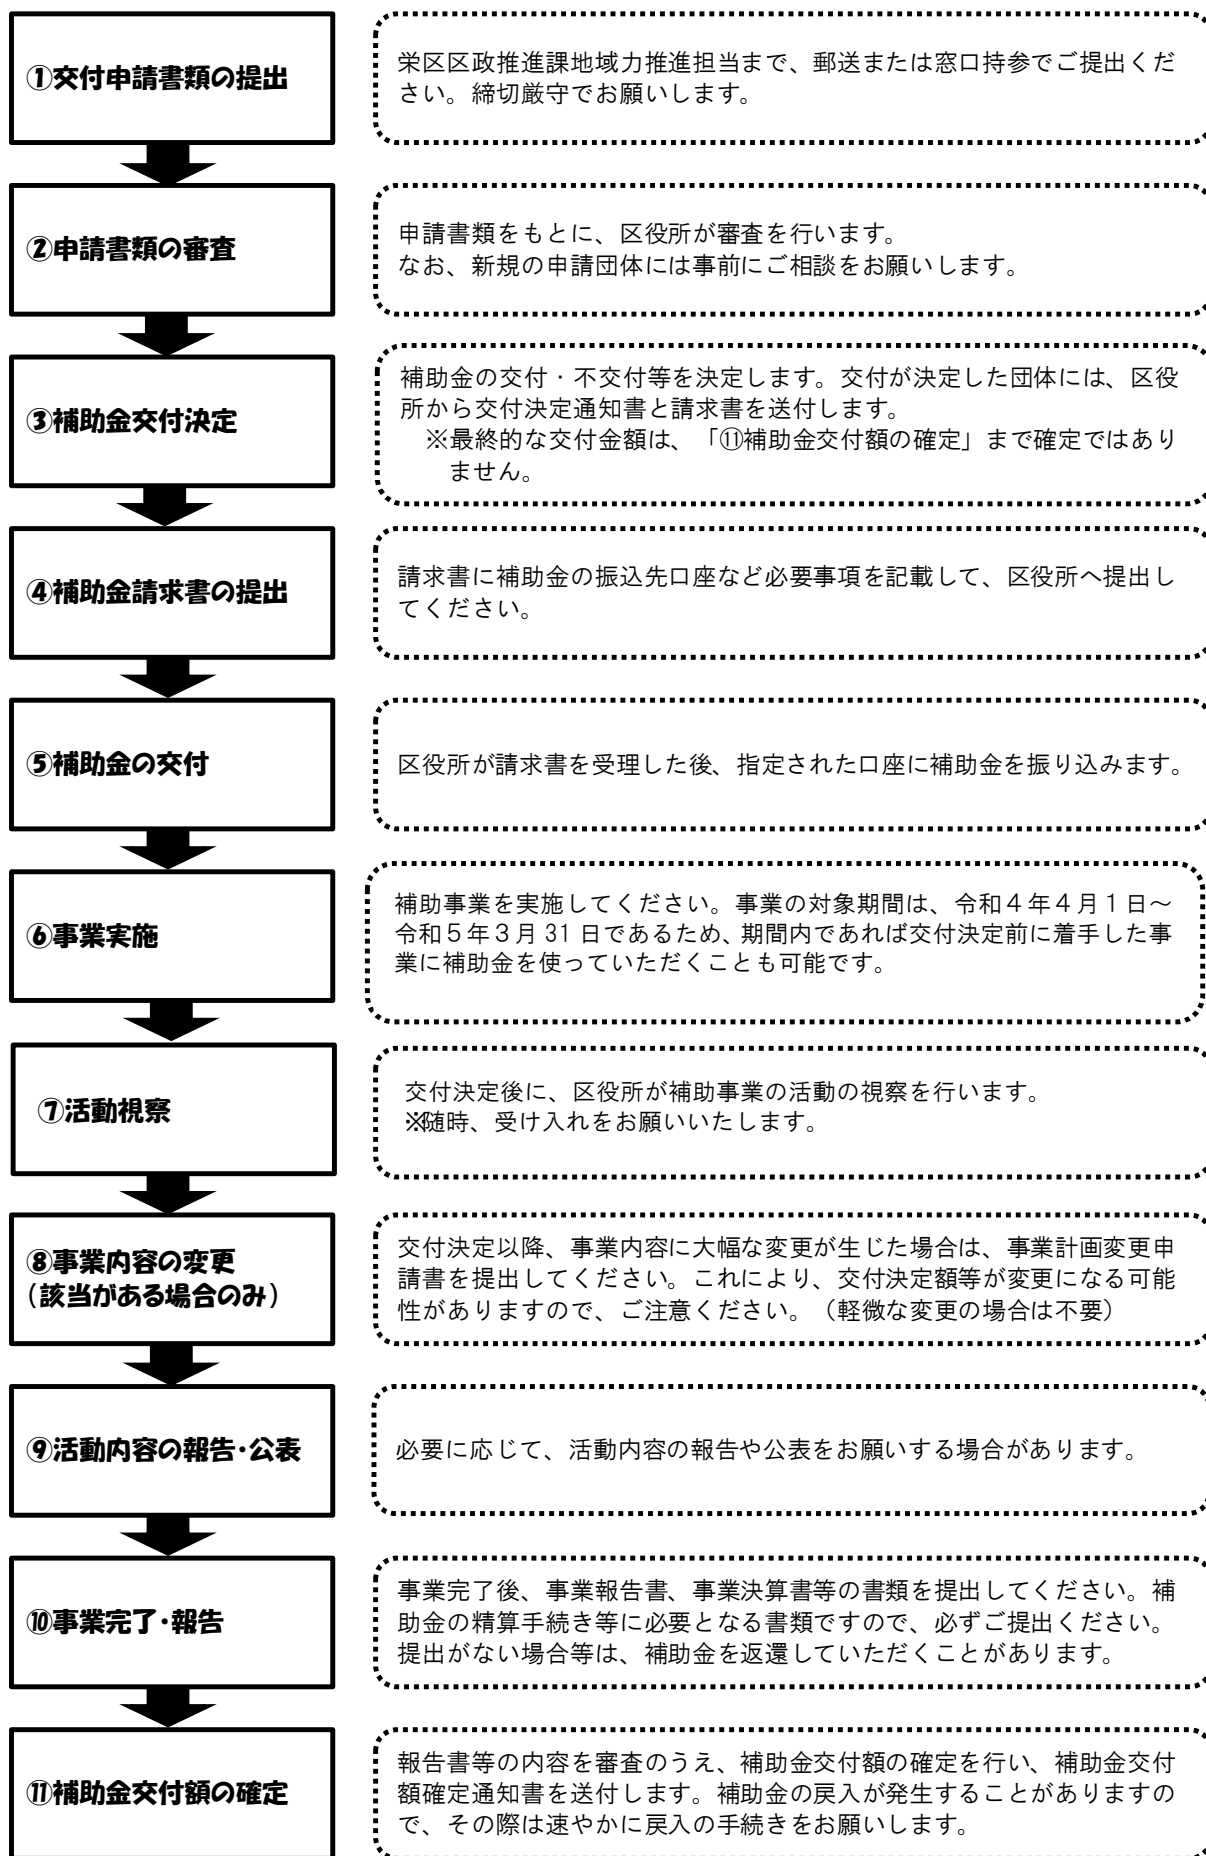 ①交付申請書類の提出
栄区区政推進課地域力推進担当まで、郵送または窓口持参でご提出くだ
さい。締切厳守でお願いします。
②申請書類の審査
申請書類をもとに、区役所が審査を行います。
なお、新規の申請団体には事前にご相談をお願いします。
③補助金交付決定
補助金の交付・不交付等を決定します。交付が決定した団体には、区役
所から交付決定通知書と請求書を送付します。
※最終的な交付金額は、「⑪補助金交付額の確定」まで確定ではあり
ません。
④補助金請求書の提出
請求書に補助金の振込先口座など必要事項を記載して、区役所へ提出し
てください。
⑤補助金の交付
区役所が請求書を受理した後、指定された口座に補助金を振り込みます。
⑥事業実施
補助事業を実施してください。事業の対象期間は、令和４年４月１日～
令和５年３月 31 日であるため、期間内であれば交付決定前に着手した事
業に補助金を使っていただくことも可能です。
⑦活動視察
交付決定後に、区役所が補助事業の活動の視察を行います。
※随時、受け入れをお願いいたします。
⑧事業内容の変更
（該当がある場合のみ）
交付決定以降、事業内容に大幅な変更が生じた場合は、事業計画変更申
請書を提出してください。これにより、交付決定額等が変更になる可能
性がありますので、ご注意ください。（軽微な変更の場合は不要）
⑨活動内容の報告・公表
必要に応じて、活動内容の報告や公表をお願いする場合があります。
⑩事業完了・報告
事業完了後、事業報告書、事業決算書等の書類を提出してください。補
助金の精算手続き等に必要となる書類ですので、必ずご提出ください。
提出がない場合等は、補助金を返還していただくことがあります。
⑪補助金交付額の確定
報告書等の内容を審査のうえ、補助金交付額の確定を行い、補助金交付
額確定通知書を送付します。補助金の戻入が発生することがありますの
で、その際は速やかに戻入の手続きをお願いします。